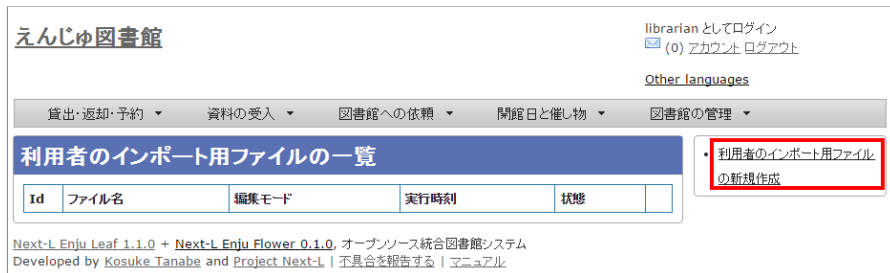 えんじゅ図書館
librarian としてログイン
(0) アカウント ログアウト
Other languages
貸出・返却・予約 ▼ 資料の受入 ▼ 図書館への依頼 ▼ 開館日と催し物 ▼ 図書館の管理 ▼
利用者のインポート用ファイルの一覧
Id ファイル名 編集モード 実行時刻 状態
• 利用者のインポート用ファイル
の新規作成
Next-L Enju Leaf 1.1.0 + Next-L Enju Flower 0.1.0, オープンソース統合図書館システム
Developed by Kosuke Tanabe and Project Next-L | 不具合を報告する | マニュアル